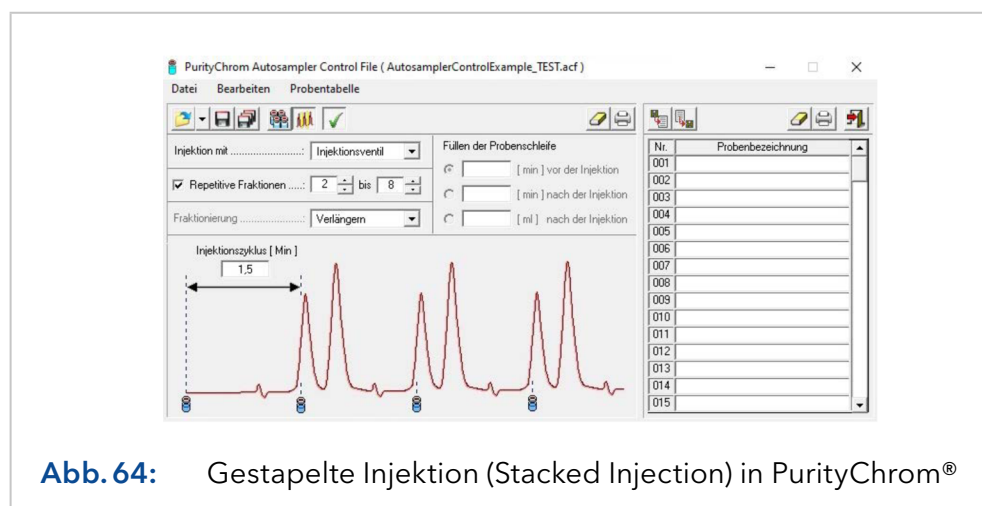 PurityChrom Autosampler Control File ( AutosamplerControlExample_TEST.acf )
Datei Bearbeiten Probentabelle
Injektion mit ........................: Injektionsventil
Repetitive Fraktionen .....: 2 bis 8
Fraktionierung .....................: Verlängern
Füllen der Probenschleife
[ min ] vor der Injektion
[ min ] nach der Injektion
[ ml ] nach der Injektion
Injektionszyklus [ Min ]
1,5
Nr. Probenbezeichnung
001
002
003
004
005
006
007
008
009
010
011
012
013
014
015
Abb. 64: Gestapelte Injektion (Stacked Injection) in PurityChrom®